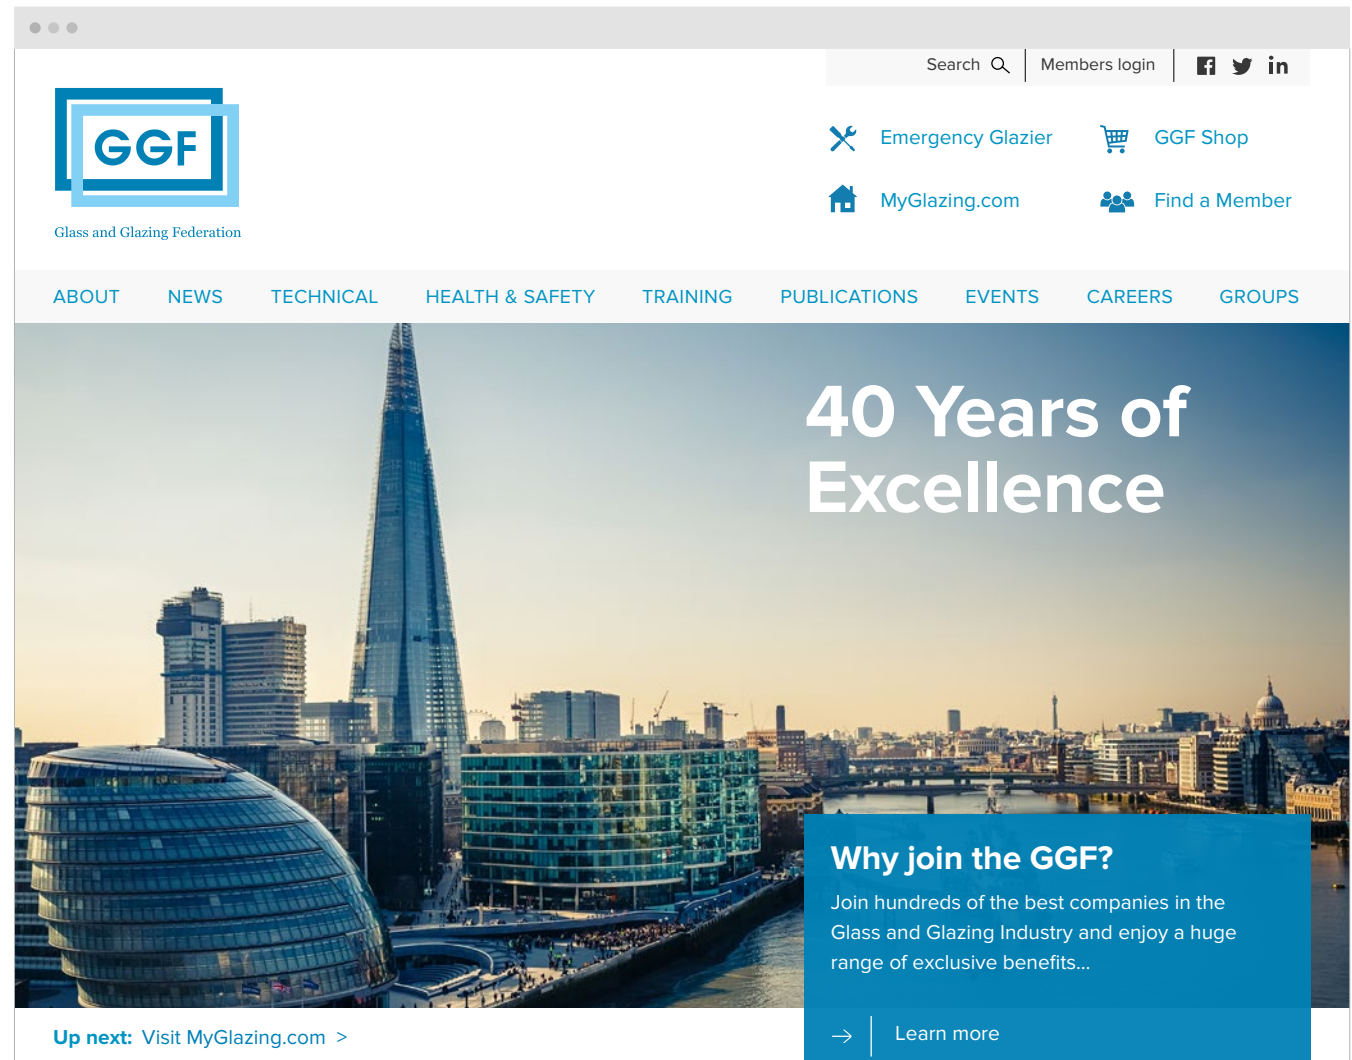 Search
Members login
GGF
Glass and Glazing Federation
Emergency Glazier
GGF Shop
MyGlazing.com
Find a Member
ABOUT NEWS TECHNICAL HEALTH & SAFETY TRAINING PUBLICATIONS EVENTS CAREERS GROUPS
40 Years of
Excellence
Why join the GGF?
Join hundreds of the best companies in the
Glass and Glazing Industry and enjoy a huge
range of exclusive benefits...
Learn more
Up next: Visit MyGlazing.com >